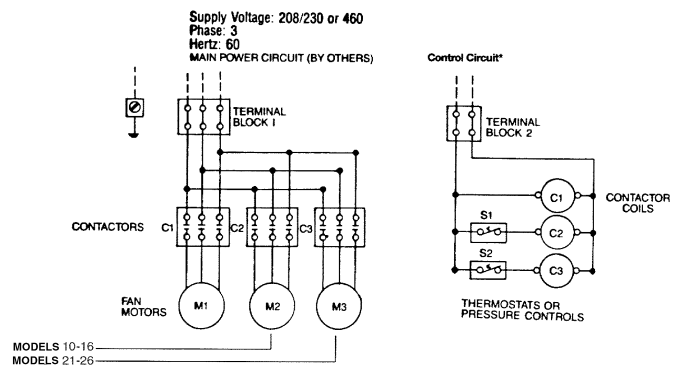 Supply Voltage: 208/230 or 460
Phase: 3
Hertz: 60
MAIN POWER CIRCUIT (BY OTHERS)
Control Circuit*
TERMINAL
BLOCK I
TERMINAL
BLOCK 2
C1
CONTACTOR
COILS
S1
C2
CONTACTORS
C1
C2
C3
S2
C3
FAN
MOTORS
M1
M2
M3
THERMOSTATS OR
PRESSURE CONTROLS
MODELS 10-16
MODELS 21-26